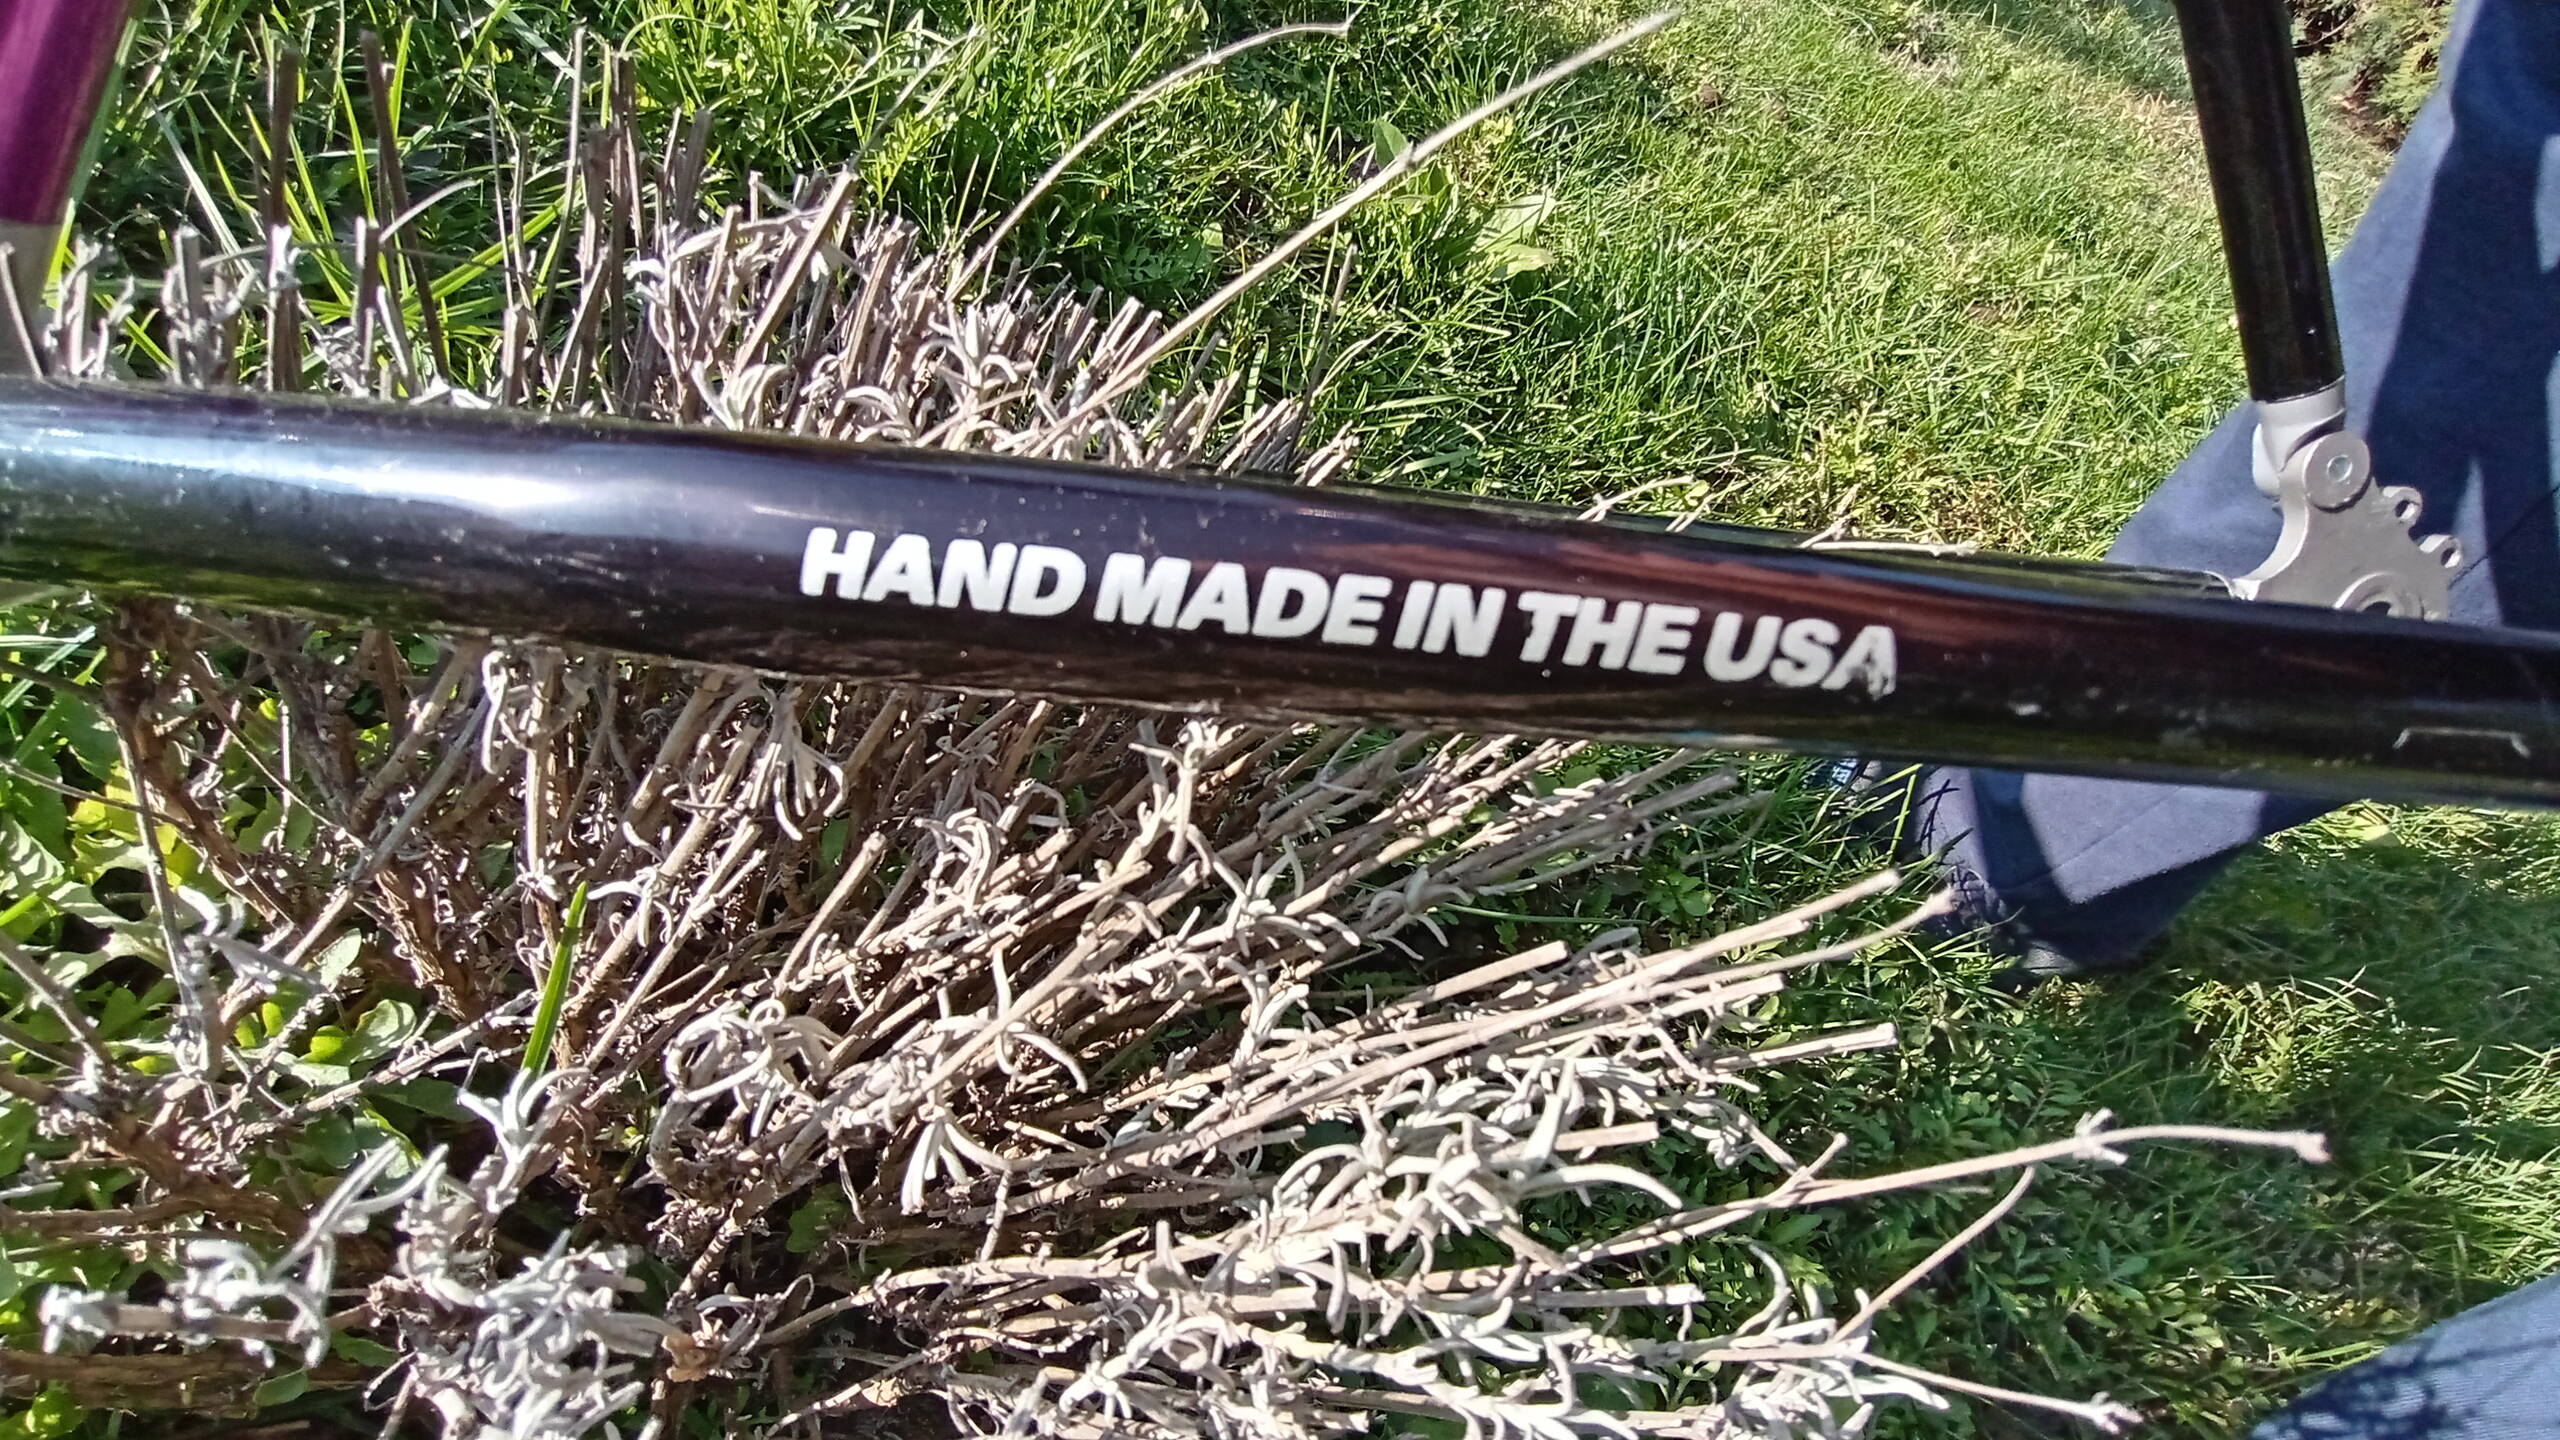 HAND MADE IN THE USA